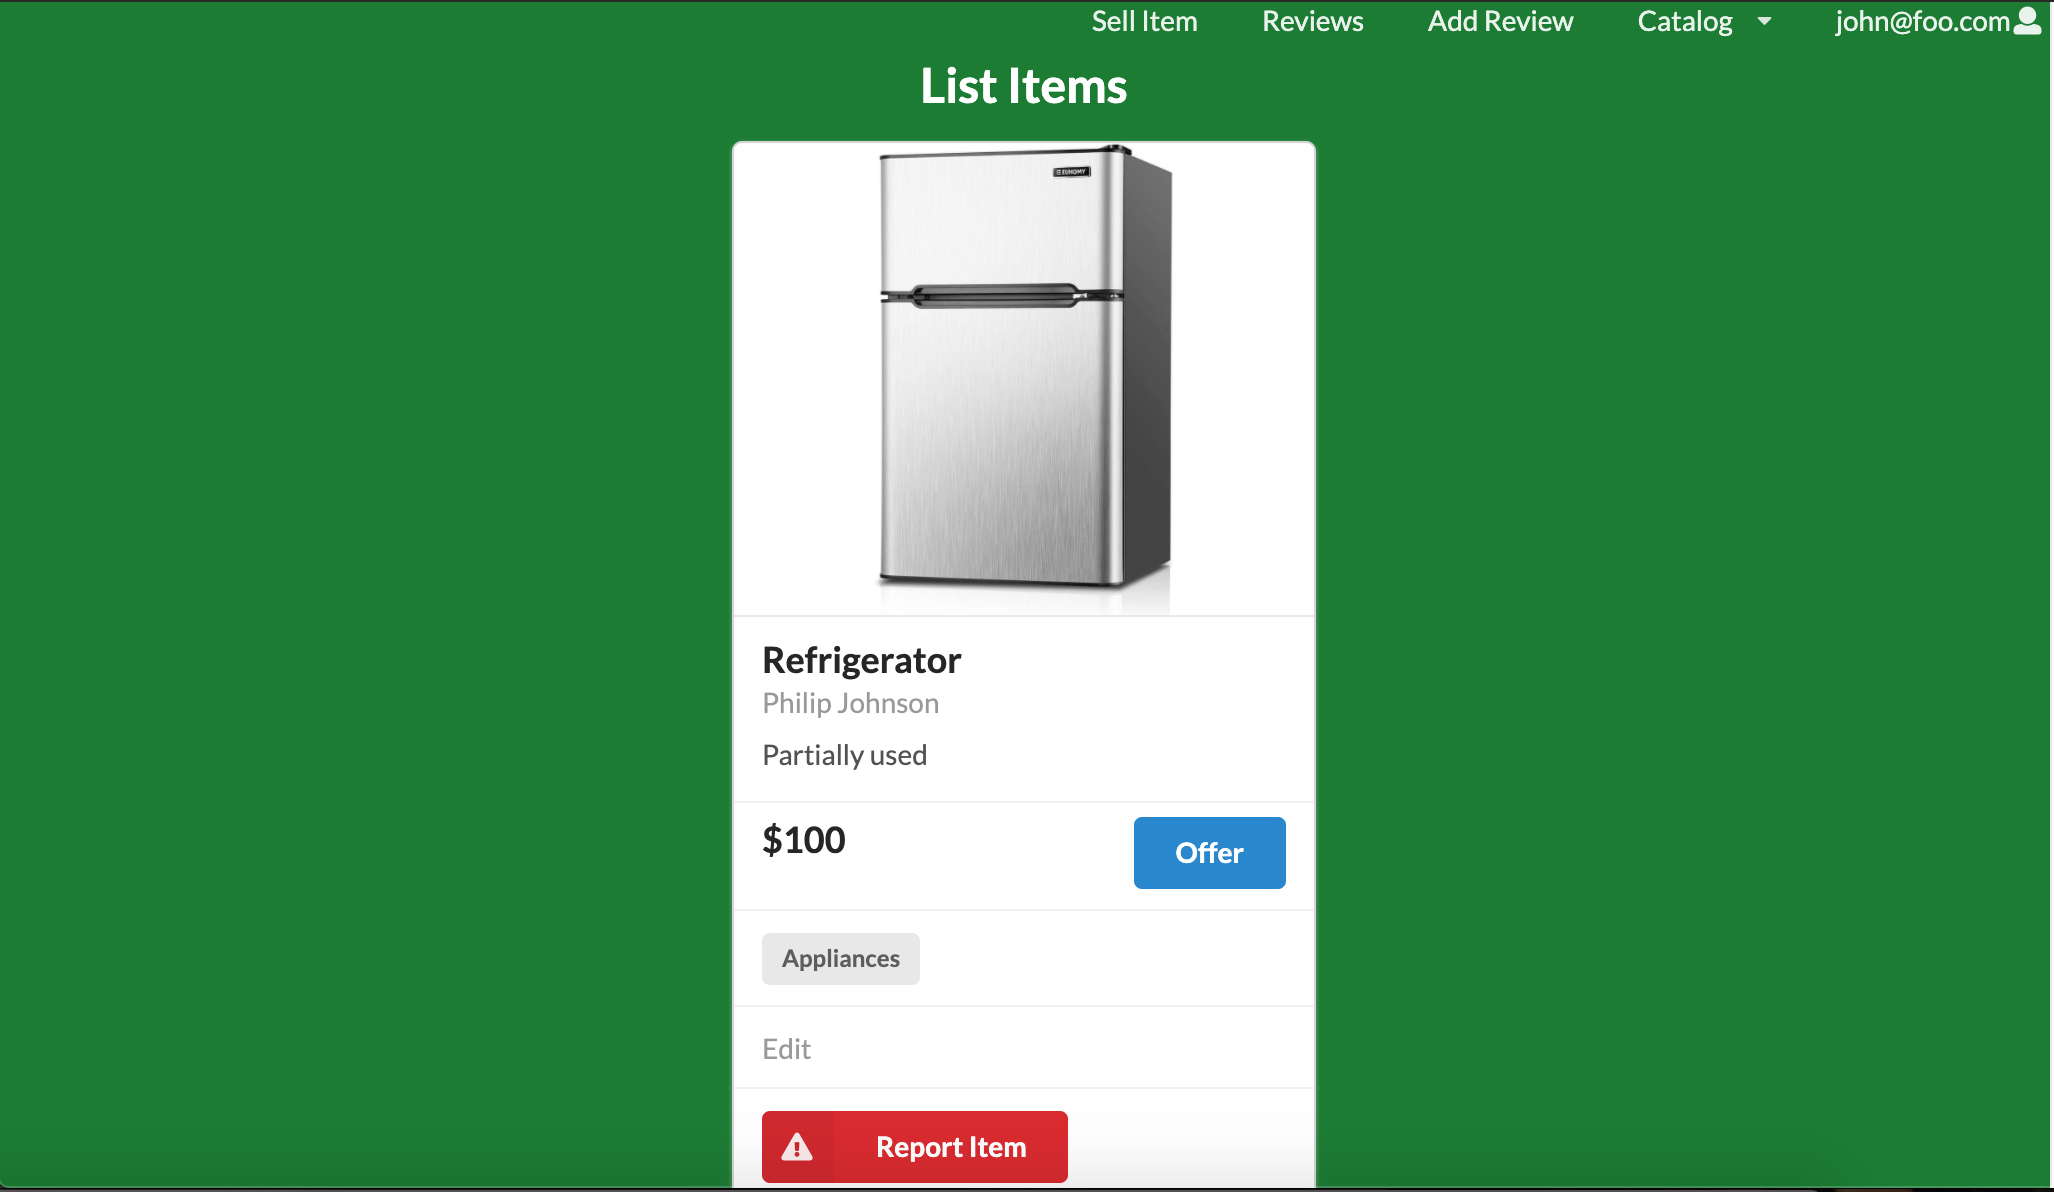 Sell Item Reviews Add Review Catalog john@foo.com
List Items
EUHOMY
Refrigerator
Philip Johnson
Partially used
$100 Offer
Appliances
Edit
Report Item